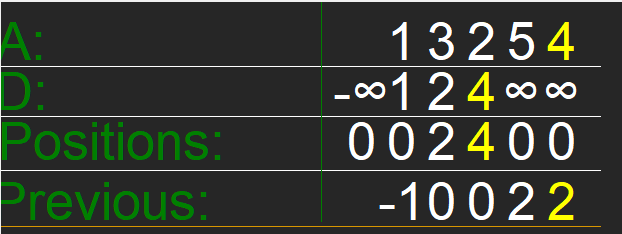 A: 1 3 2 5 4
D: -∞ 1 2 4 ∞ ∞
Positions: 0 0 2 4 0 0
Previous: -1 0 0 2 2